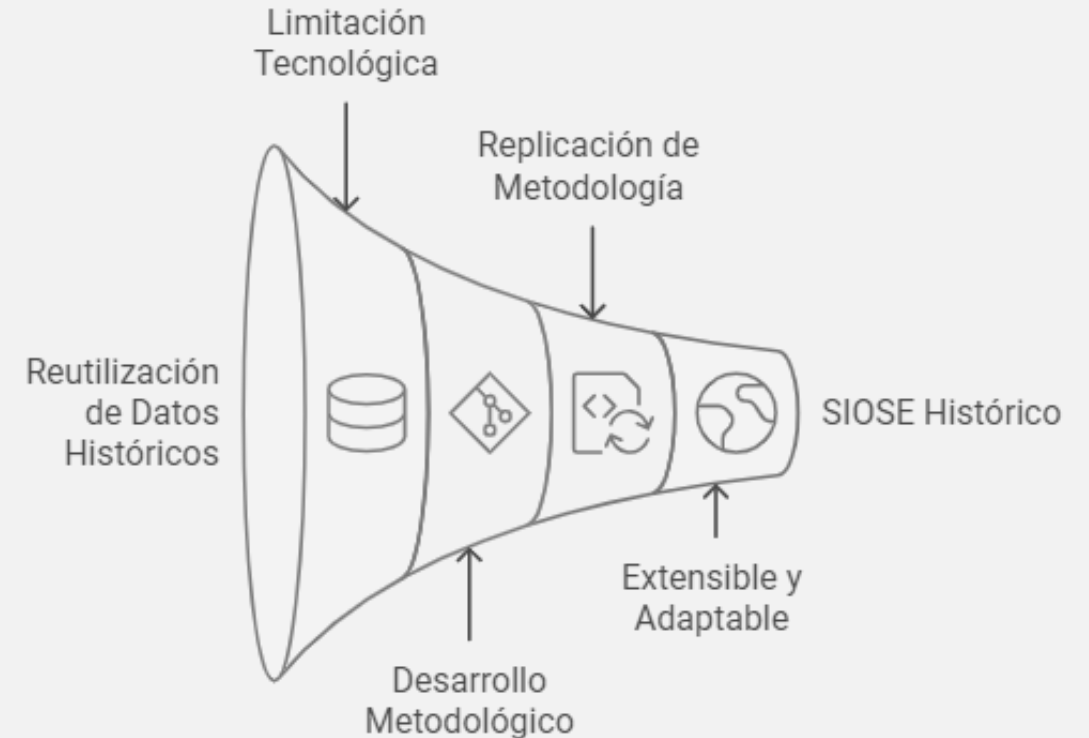 Limitación
Tecnológica
Replicación de
Metodología
Reutilización
de Datos
Históricos
<>
SIOSE Histórico
Extensible y
Adaptable
Desarrollo
Metodológico